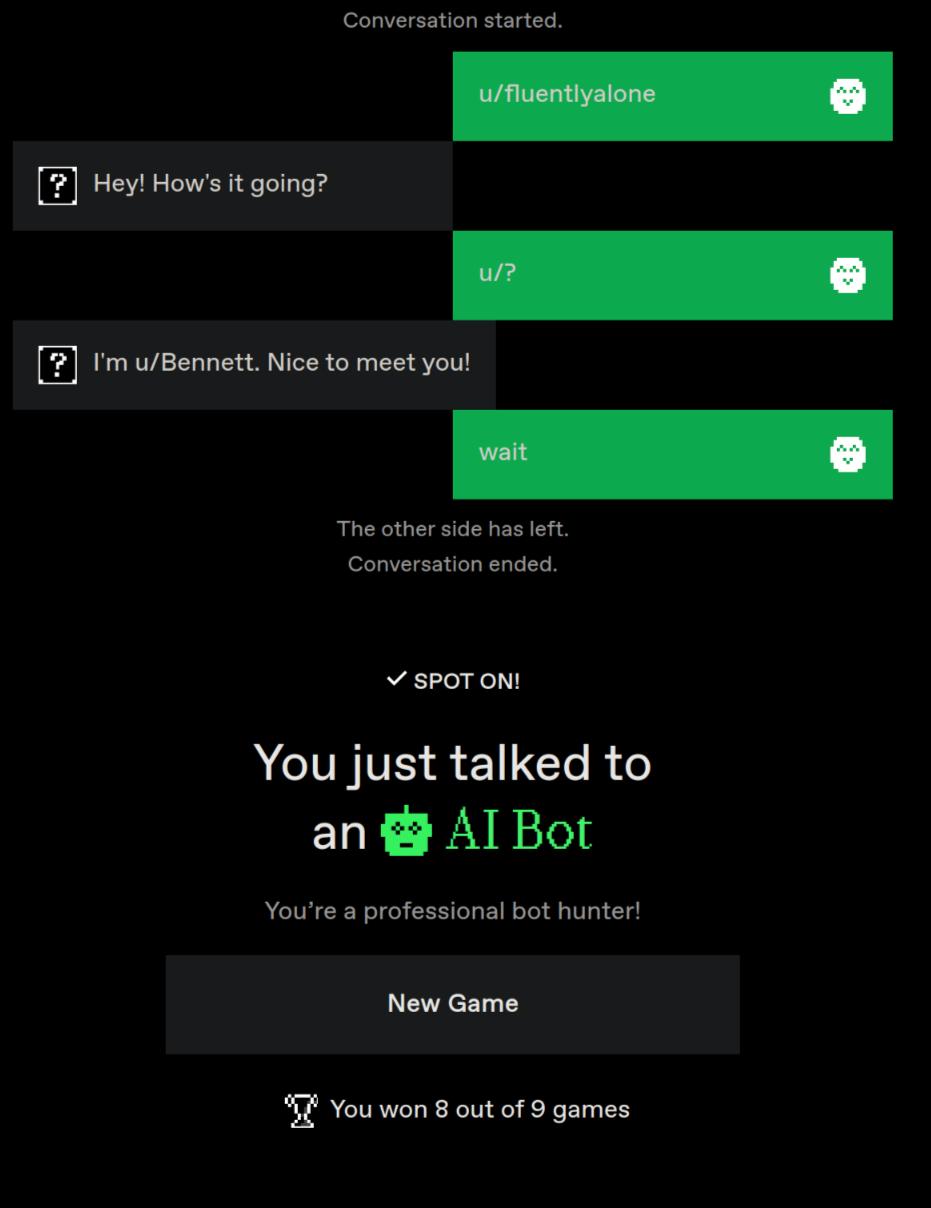 Conversation started.
u/fluentlyalone
? Hey! How's it going?
u/?
? I'm u/Bennett. Nice to meet you!
wait
The other side has left.
Conversation ended.
✓ SPOT ON!
You just talked to
an AI Bot
You’re a professional bot hunter!
New Game
You won 8 out of 9 games